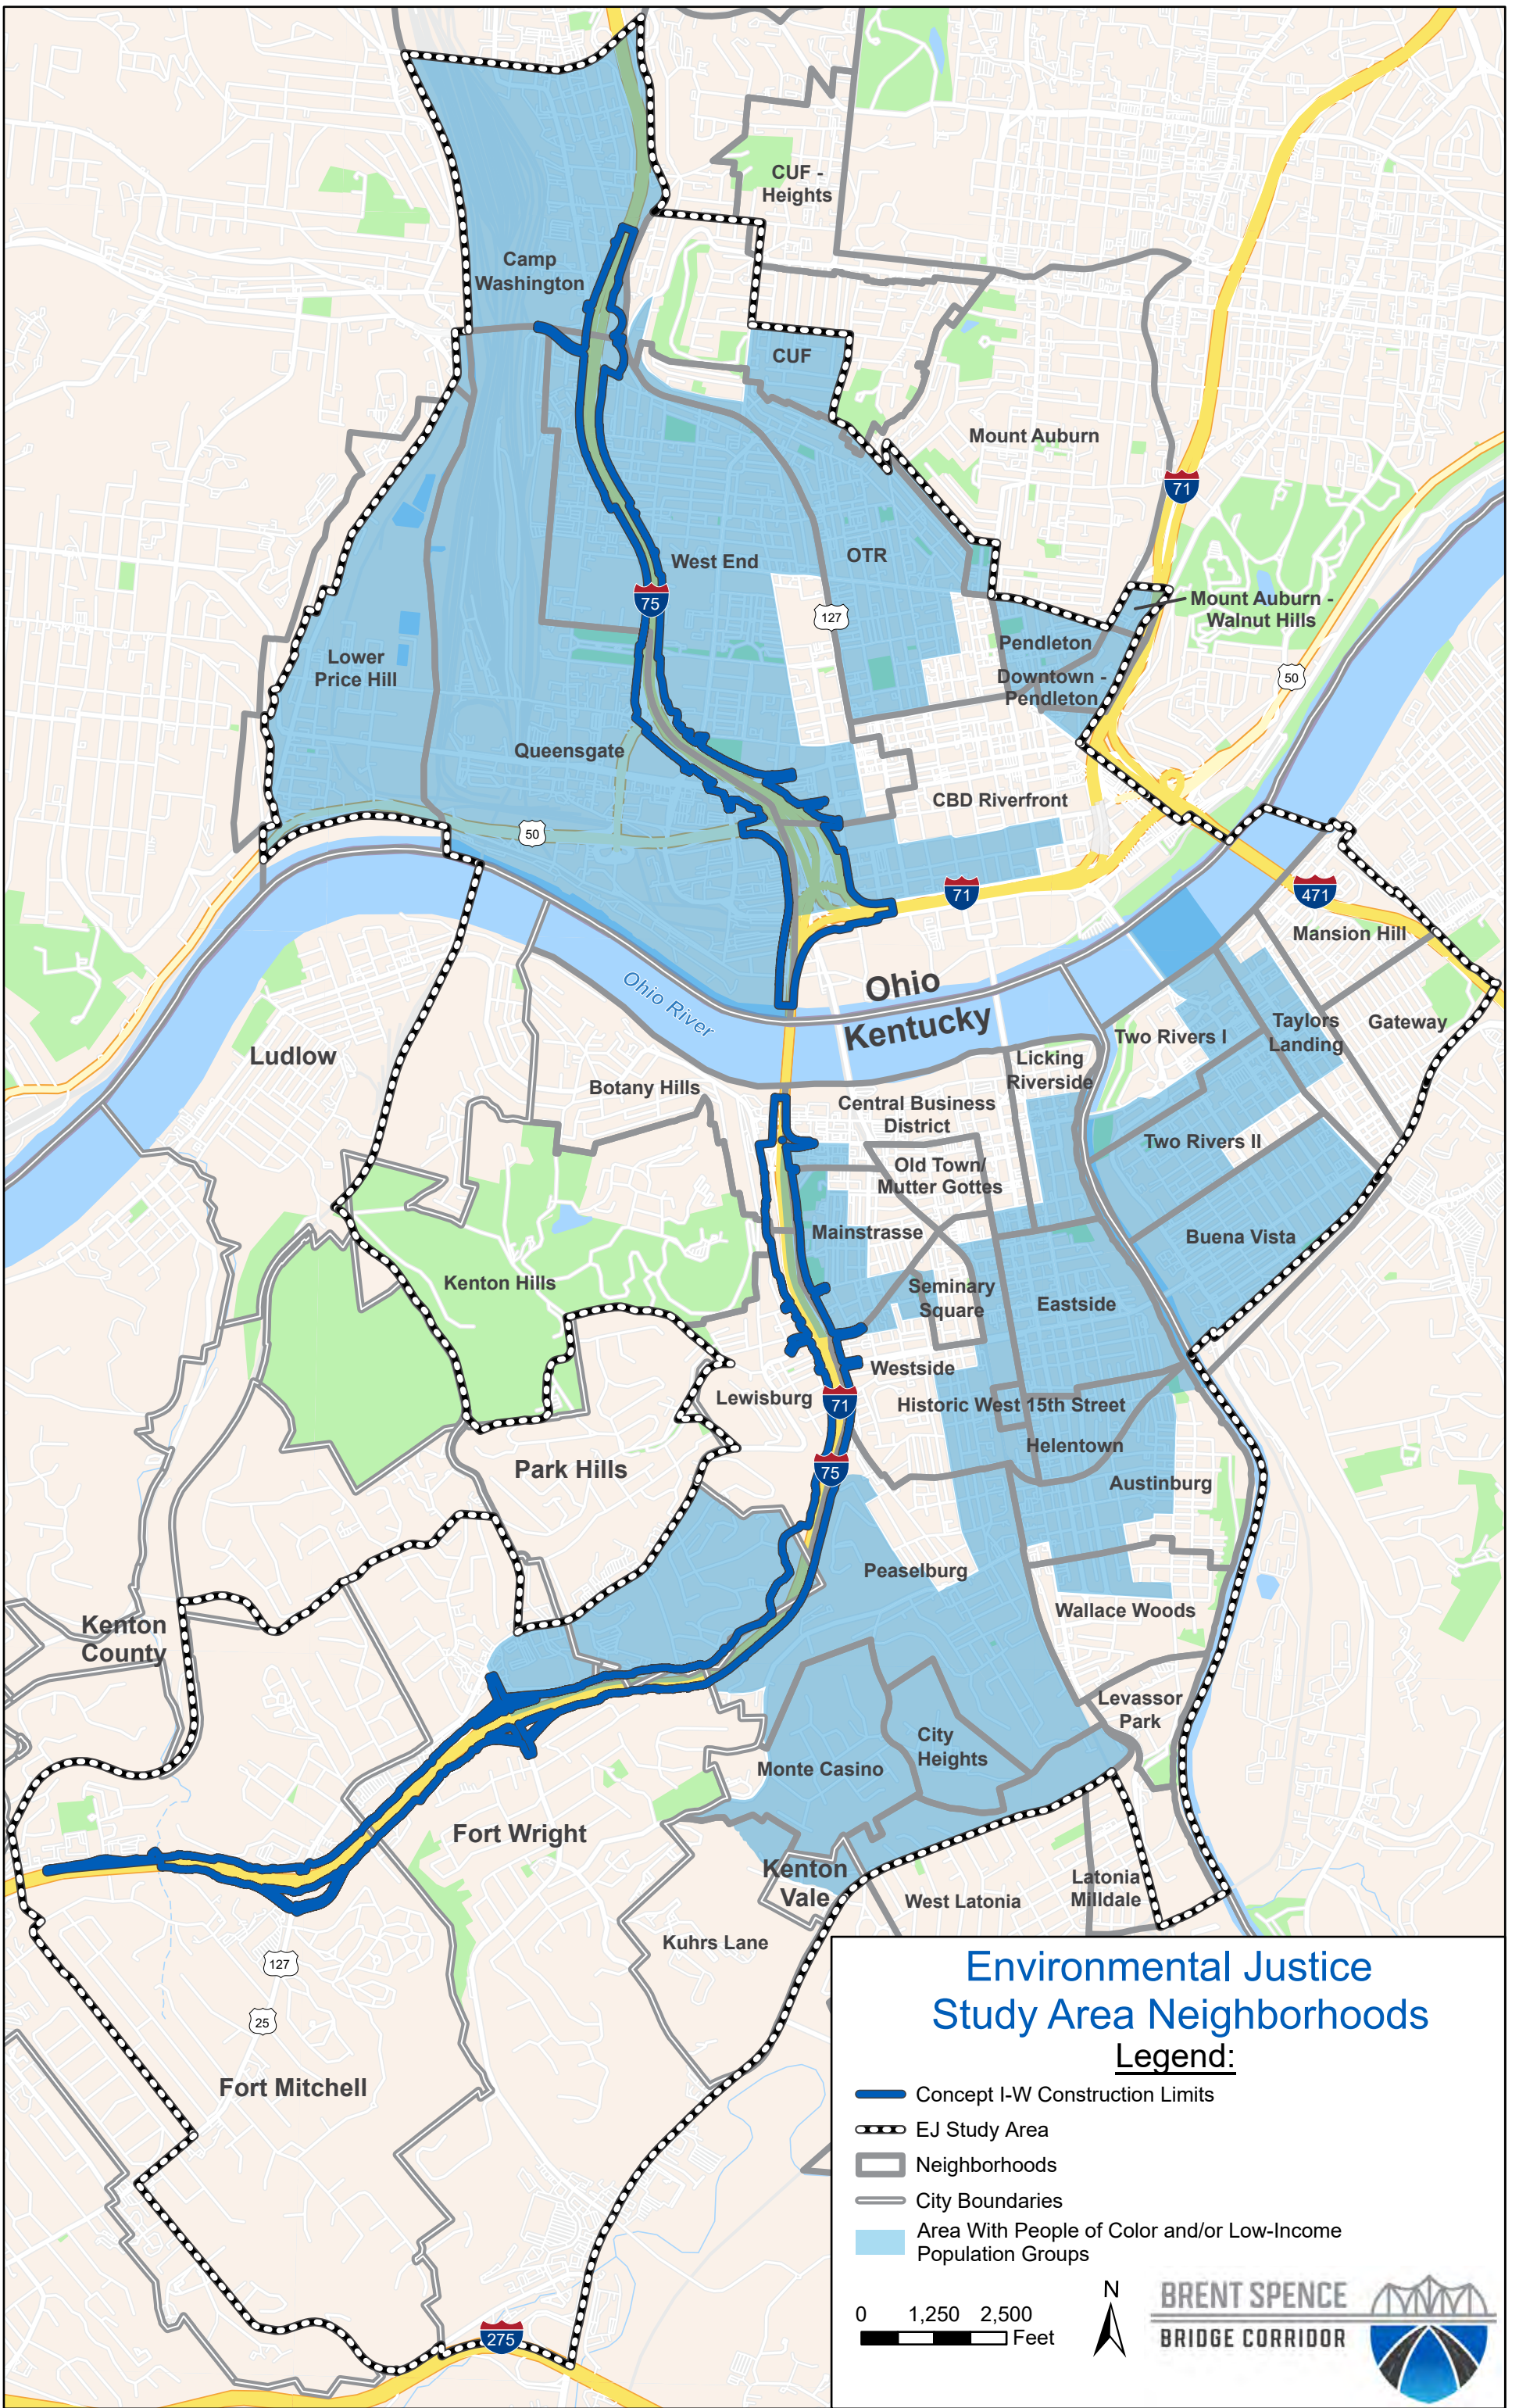 CUF -
Heights
Camp
Washington
CUF
Mount Auburn
71
West End
OTR
75
127
Mount Auburn -
Walnut Hills
Pendleton
Lower
Price Hill
Downtown -
Pendleton
50
Queensgate
CBD Riverfront
50
71
471
Mansion Hill
Ohio River
Ohio
Kentucky
Taylors
Landing
Gateway
Two Rivers I
Ludlow
Licking
Riverside
Botany Hills
Central Business
District
Two Rivers II
Old Town/
Mutter Gottes
Mainstrasse
Buena Vista
Kenton Hills
Seminary
Square
Eastside
Westside
Lewisburg
71
Historic West 15th Street
Helentown
Park Hills
75
Austinburg
Peaselburg
Wallace Woods
Kenton
County
Levassor
Park
City
Heights
Monte Casino
Fort Wright
Kenton
Vale
Latonia
Milldale
West Latonia
Kuhrs Lane
127
25
Fort Mitchell
275
Environmental Justice
Study Area Neighborhoods
Legend:
Concept I-W Construction Limits
EJ Study Area
Neighborhoods
City Boundaries
Area With People of Color and/or Low-Income
Population Groups
N
0 1,250 2,500
Feet
BRENT SPENCE
BRIDGE CORRIDOR